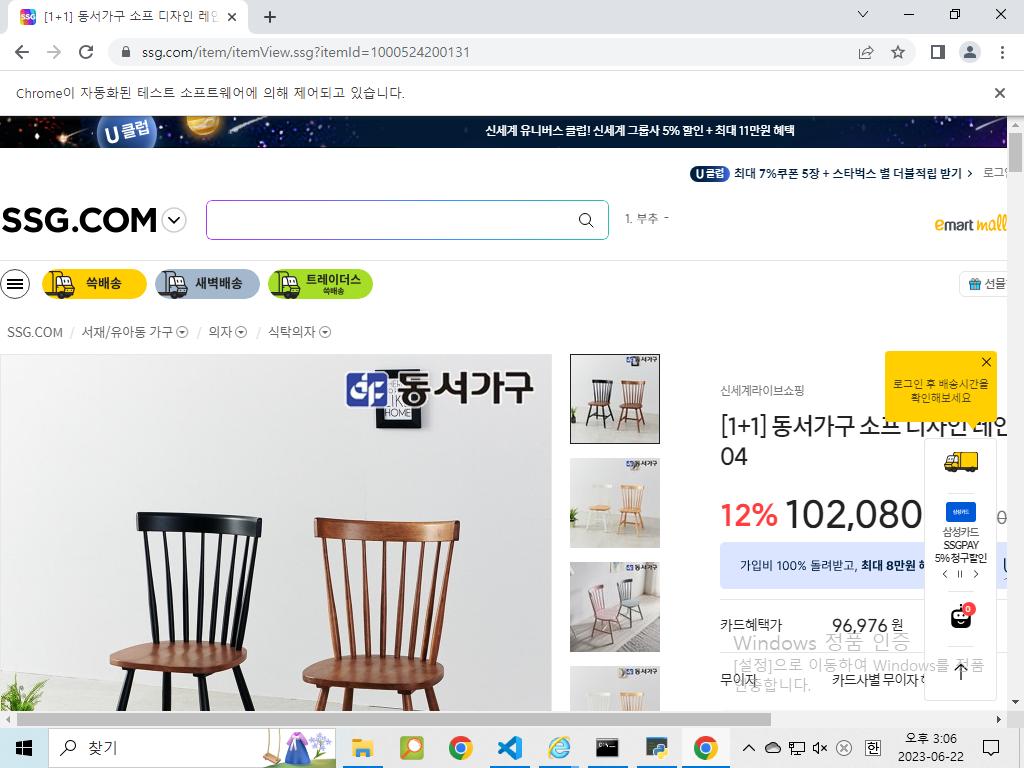 [1+1] 동서가구 소프 디자인 레인
ssg.com/item/itemView.ssg?itemId=1000524200131
Chrome이 자동화된 테스트 소프트웨어에 의해 제어되고 있습니다.
U 클럽
신세계 유니버스 클럽! 신세계 그룹사 5% 할인 + 최대 11만원 혜택
U 클럽 최대 7%쿠폰 5장 + 스타벅스 별 더블적립 받기 > 로그인
SSG.COM
1. 부추 -
emart mall
쓱배송
새벽배송
트레이더스
쓱배송
선물
SSG.COM / 서재/유아동 가구 / 의자 / 식탁의자
동서가구
HOME
신세계라이브쇼핑
로그인 후 배송시간을
확인해보세요
[1+1] 동서가구 소프 디자인 레인
04
12% 102,080
삼성카드
삼성카드
SSGPAY
5% 청구할인
가입비 100% 돌려받고, 최대 8만원 혜
0
카드혜택가 96,976 원
무이자 카드사별 무이자
Windows 정품 인증
[설정]으로 이동하여 Windows를 정품
인증합니다.
찾기
오후 3:06
2023-06-22
한